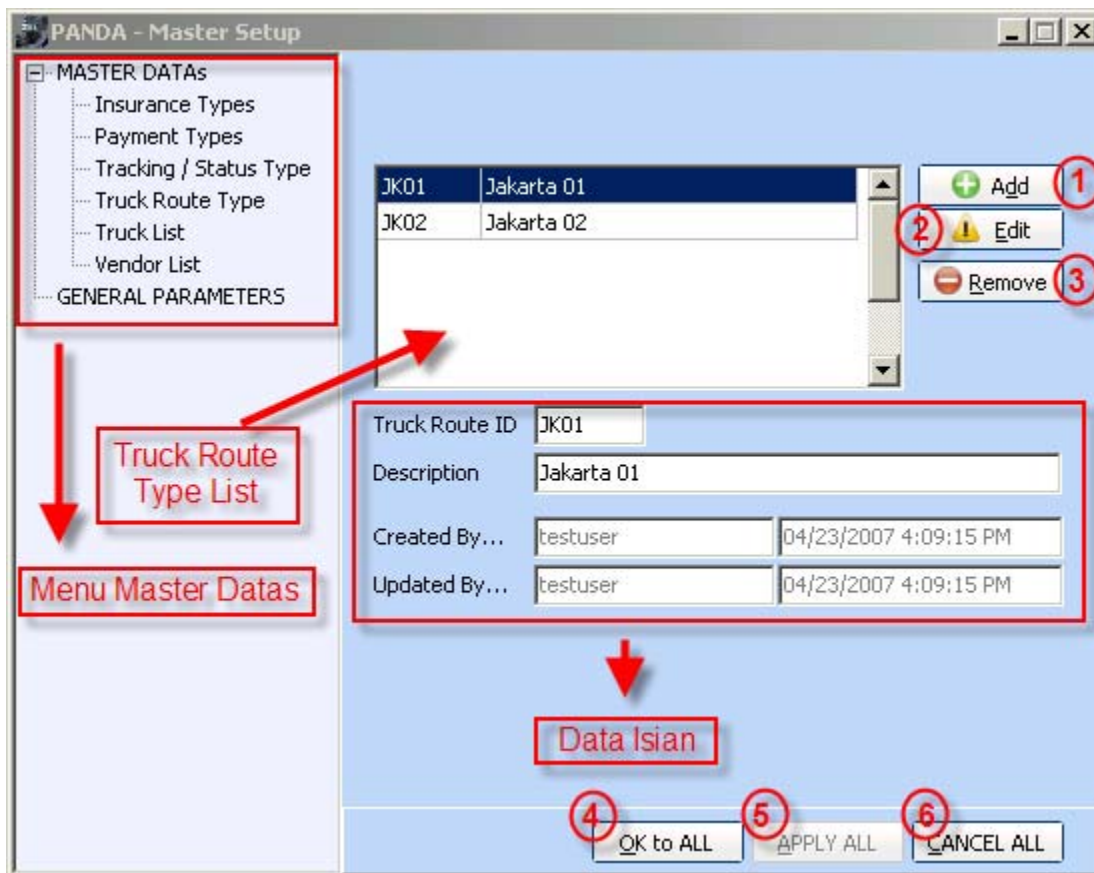 PANDA - Master Setup
MASTER DATAs
Insurance Types
Payment Types
Tracking / Status Type
Truck Route Type
Truck List
Vendor List
GENERAL PARAMETERS
JK01 Jakarta 01
JK02 Jakarta 02
Add 1
2 Edit
Remove 3
Truck Route
Type List
Menu Master Datas
Truck Route ID JK01
Description Jakarta 01
Created By... testuser 04/23/2007 4:09:15 PM
Updated By... testuser 04/23/2007 4:09:15 PM
Data Isian
4 OK to ALL 5 APPLY ALL 6 CANCEL ALL